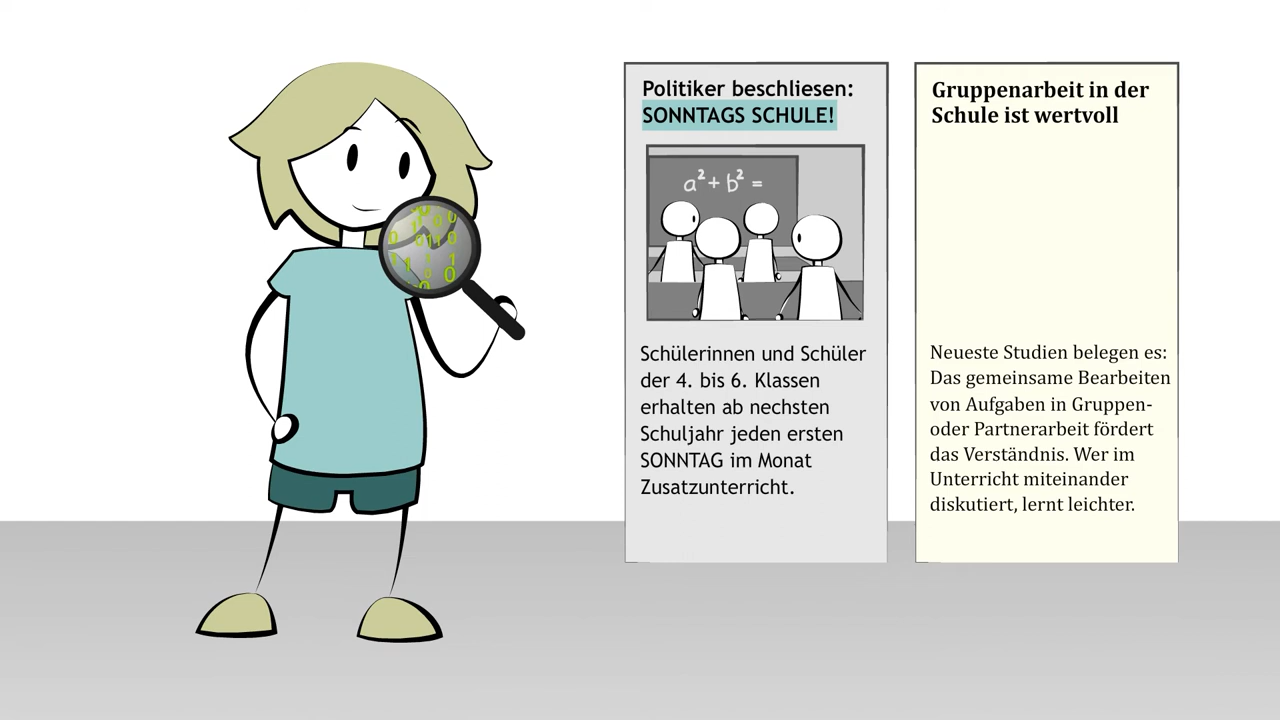 Politiker beschliesen:
SONNTAGS SCHULE!
a² + b² =
Schülerinnen und Schüler
der 4. bis 6. Klassen
erhalten ab nechsten
Schuljahr jeden ersten
SONNTAG im Monat
Zusatzunterricht.
Gruppenarbeit in der
Schule ist wertvoll
Neueste Studien belegen es:
Das gemeinsame Bearbeiten
von Aufgaben in Gruppen-
oder Partnerarbeit fördert
das Verständnis. Wer im
Unterricht miteinander
diskutiert, lernt leichter.